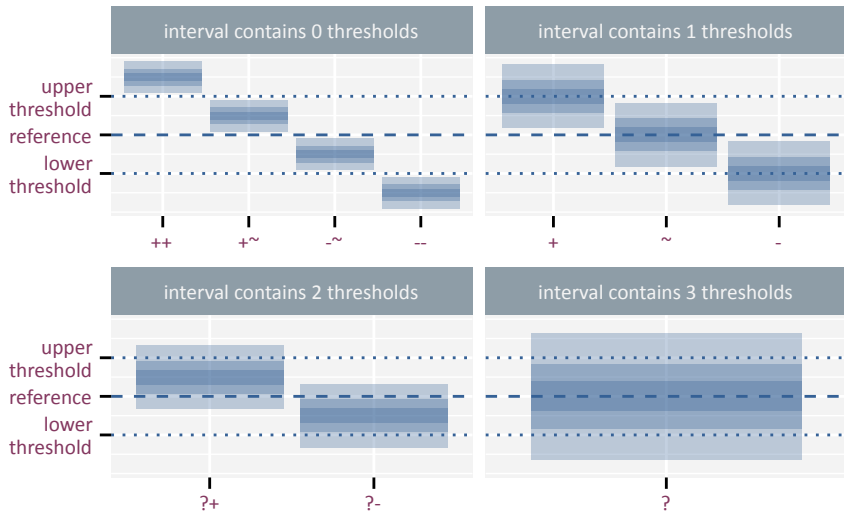 interval contains 0 thresholds
interval contains 1 thresholds
upper
threshold
reference
lower
threshold
++
+~
-~
--
+
~
-
interval contains 2 thresholds
interval contains 3 thresholds
upper
threshold
reference
lower
threshold
?+
?-
?